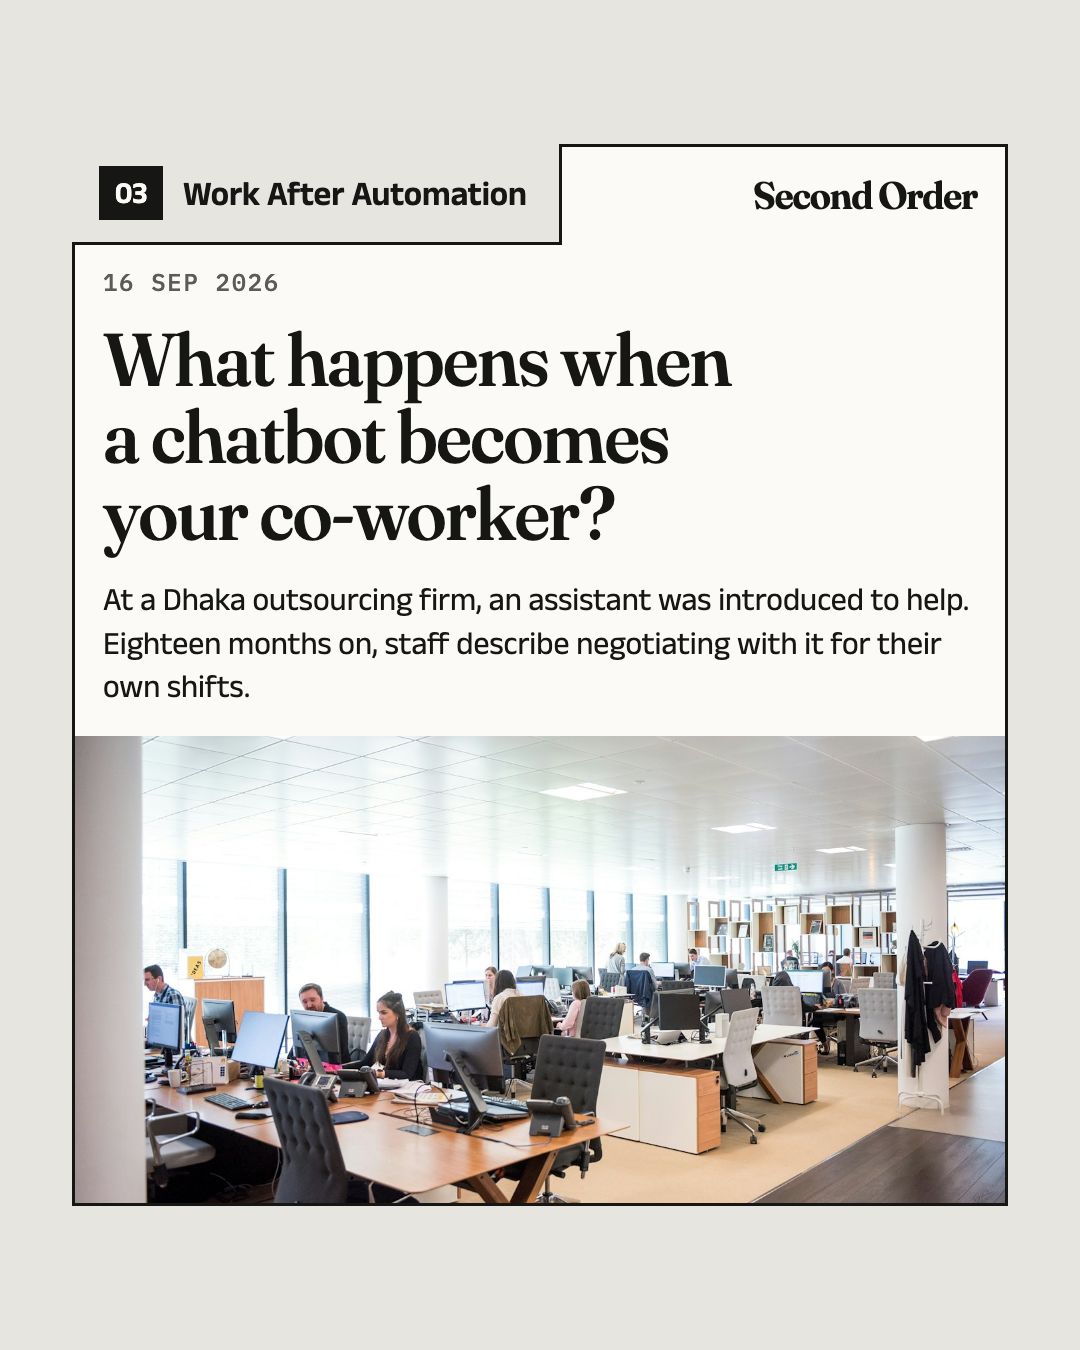 03 Work After Automation
Second Order
16 SEP 2026
What happens when
a chatbot becomes
your co-worker?
At a Dhaka outsourcing firm, an assistant was introduced to help.
Eighteen months on, staff describe negotiating with it for their
own shifts.
IDEAS